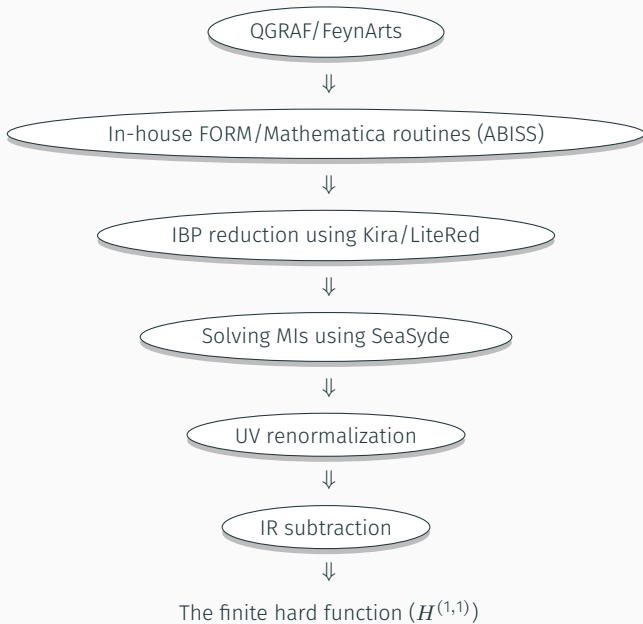 QGRAF/FeynArts
⇓
In-house FORM/Mathematica routines (ABISS)
⇓
IBP reduction using Kira/LiteRed
⇓
Solving MIs using SeaSyde
⇓
UV renormalization
⇓
IR subtraction
⇓
The finite hard function (H^{(1,1)})